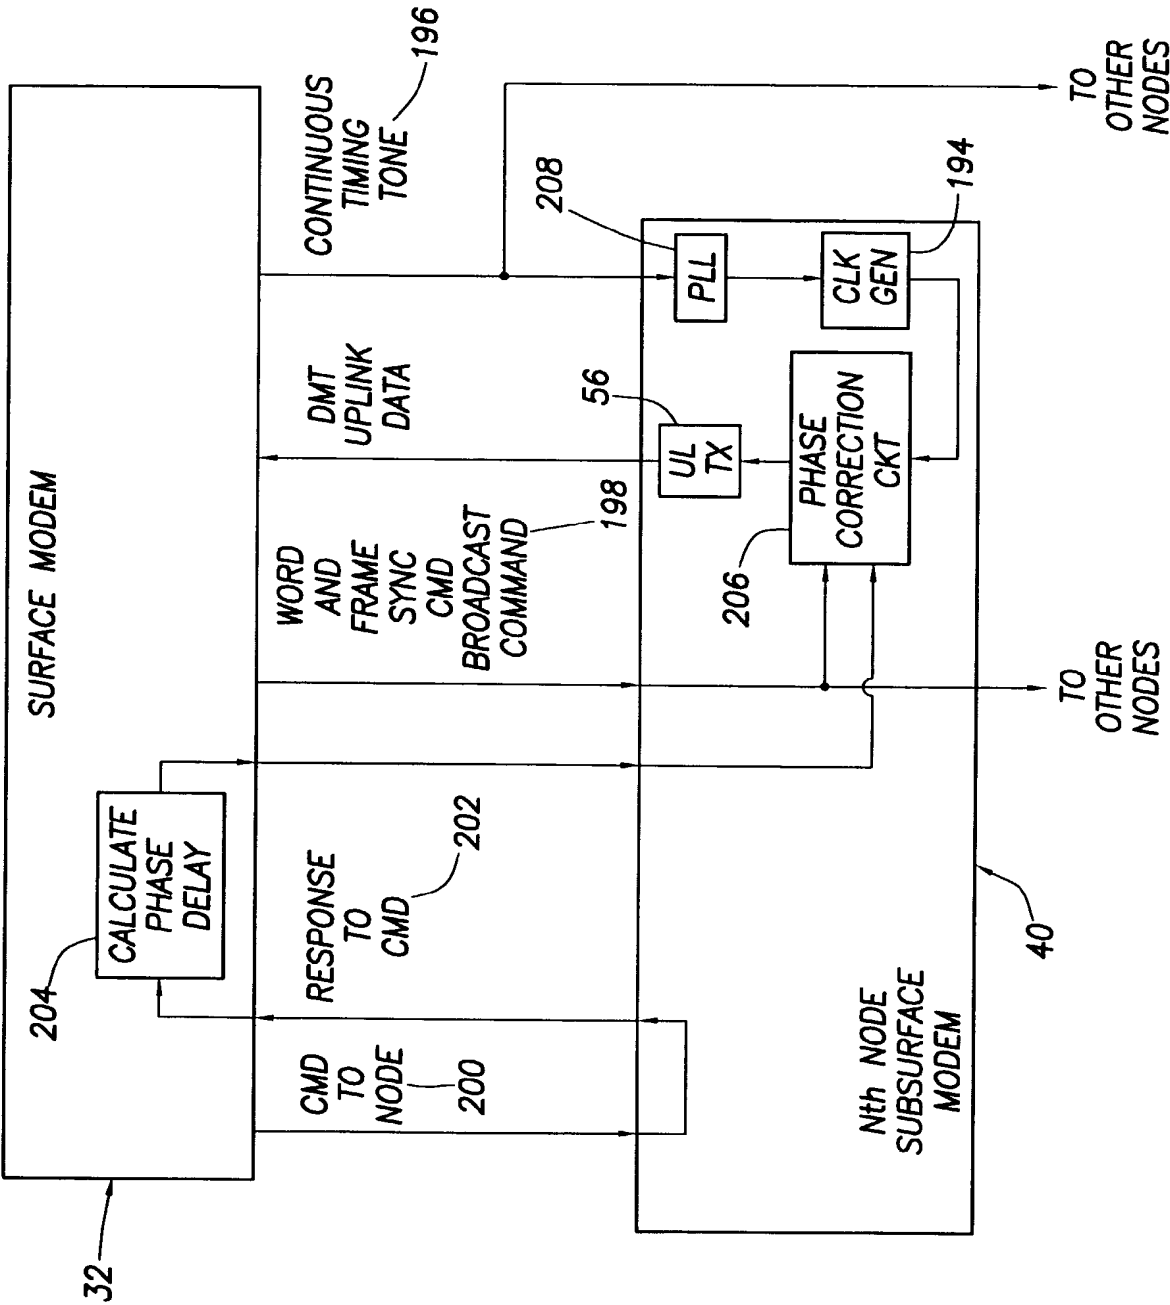 32
SURFACE MODEM
204
CALCULATE
PHASE
DELAY
CMD
TO
NODE
200
RESPONSE
TO
CMD
202
WORD
AND
FRAME
SYNC
CMD
BROADCAST
COMMAND
198
DMT
UPLINK
DATA
CONTINUOUS
TIMING
TONE
196
Nth NODE
SUBSURFACE
MODEM
40
206
PHASE
CORRECTION
CKT
UL
TX
56
PLL
208
CLK
GEN
194
TO
OTHER
NODES
TO
OTHER
NODES